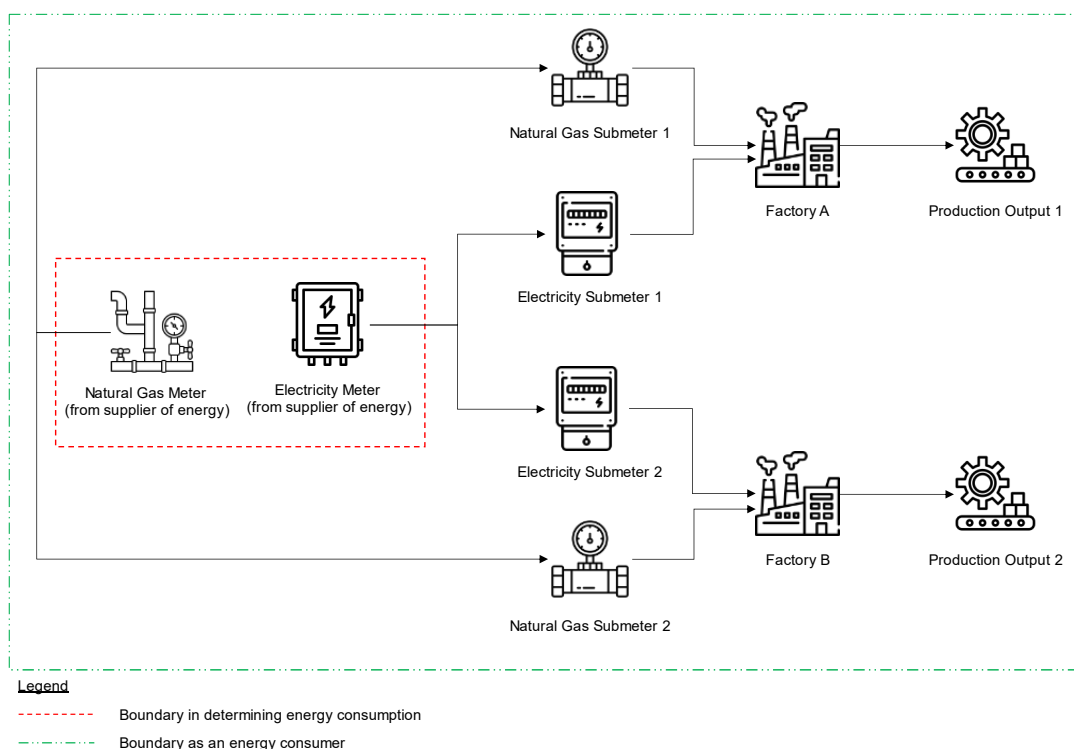 Natural Gas Submeter 1
Factory A
Production Output 1
Electricity Submeter 1
Natural Gas Meter
(from supplier of energy)
Electricity Meter
(from supplier of energy)
Electricity Submeter 2
Factory B
Production Output 2
Natural Gas Submeter 2
Legend
Boundary in determining energy consumption
Boundary as an energy consumer